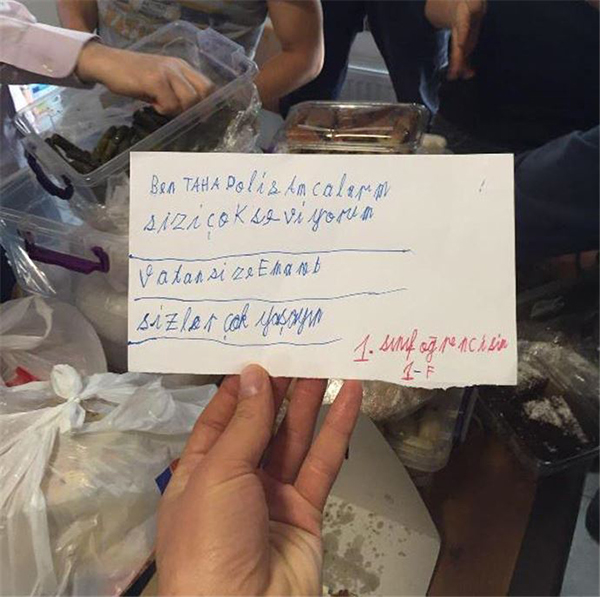 Ben TAHA Polis Amcalarım
sizi çok seviyorum
Vatan size Emanet
sizler çok yaşayın
1. sınıf öğrencisin
1-F